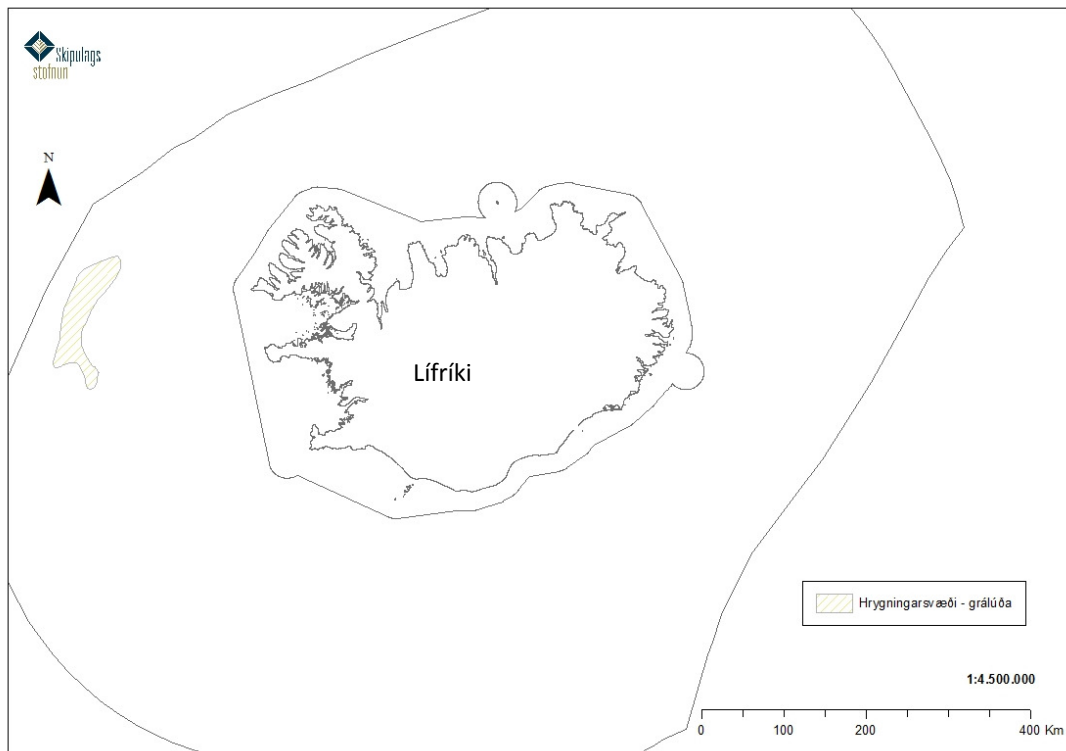 Skipulags
stofnun
N
Lífríki
Hrygningarsvæði - grálúða
1:4.500.000
0 100 200 400 Km